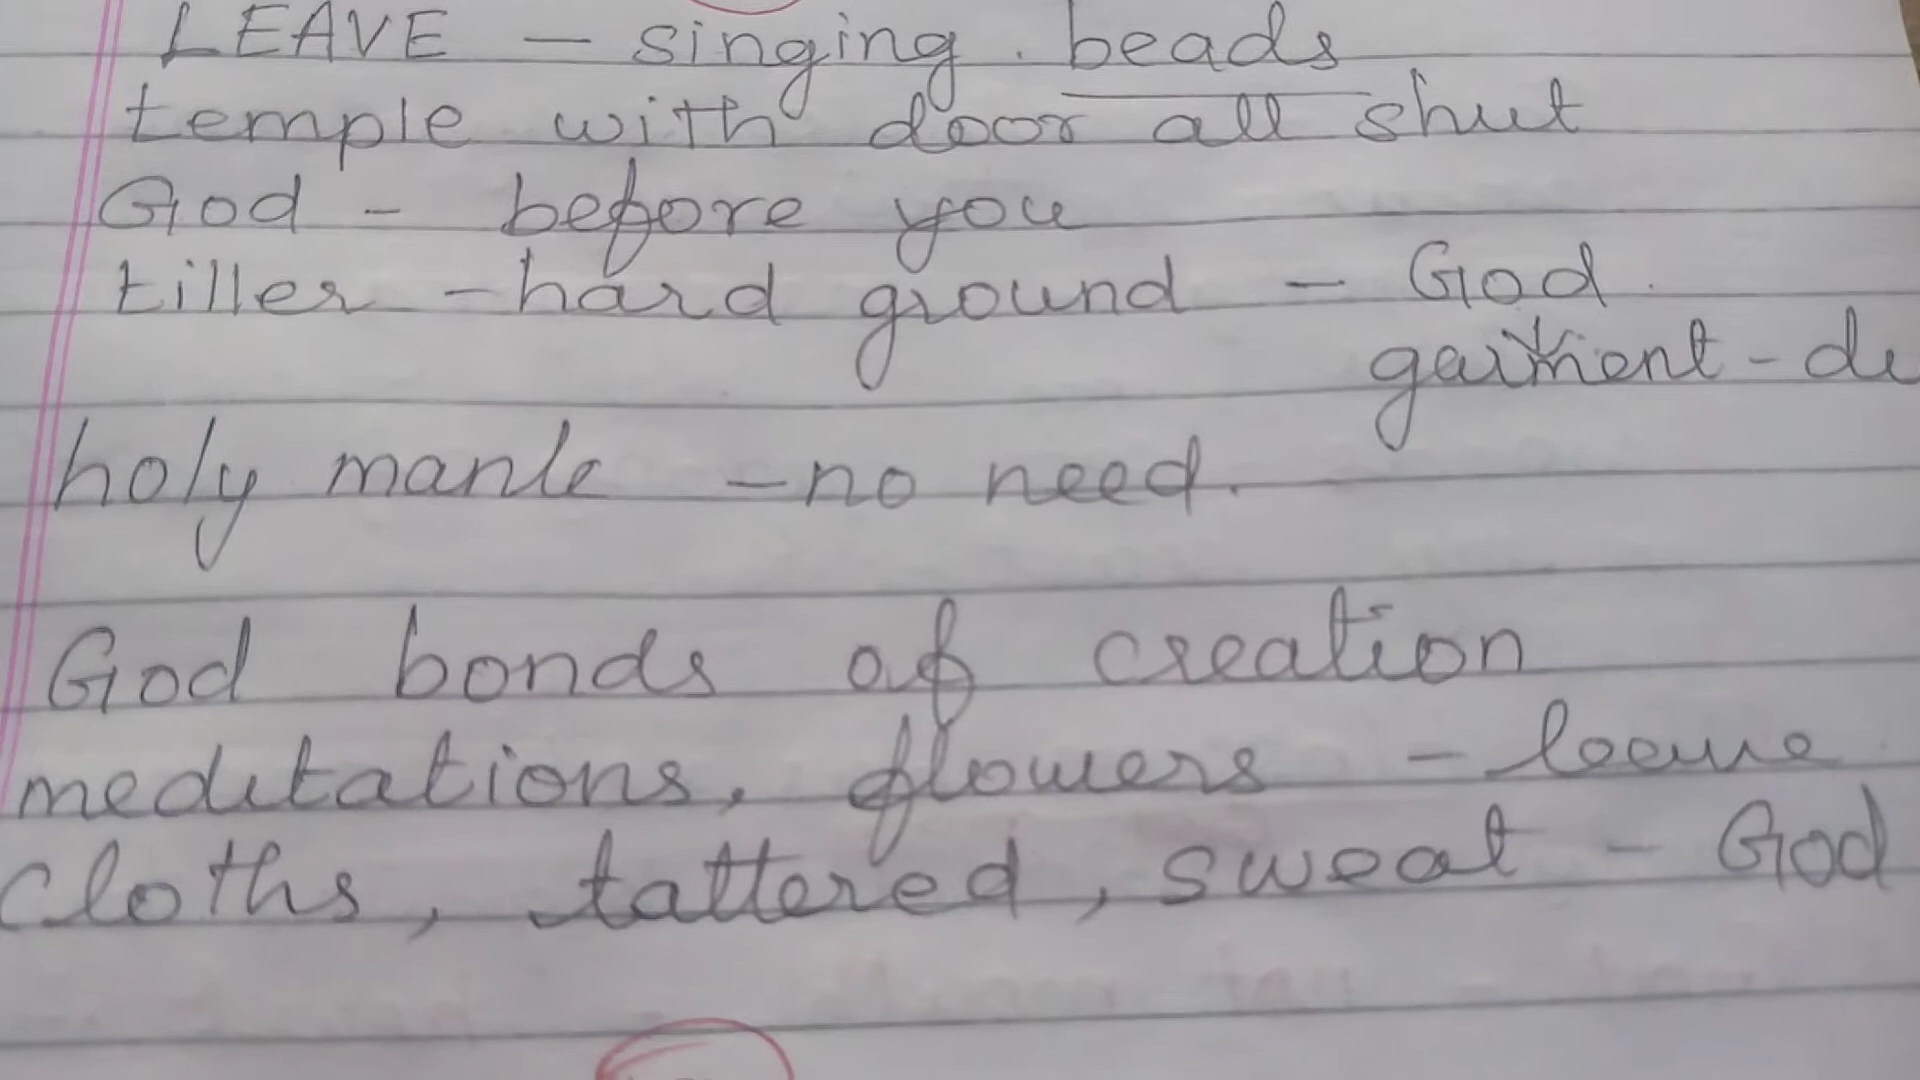 LEAVE - singing . beads
temple with door all shut
God - before you
tiller - hard ground - God.
garment - du
holy manle - no need.
God bonds of creation
meditations, flowers - leeve
cloths, tattered, sweat - God